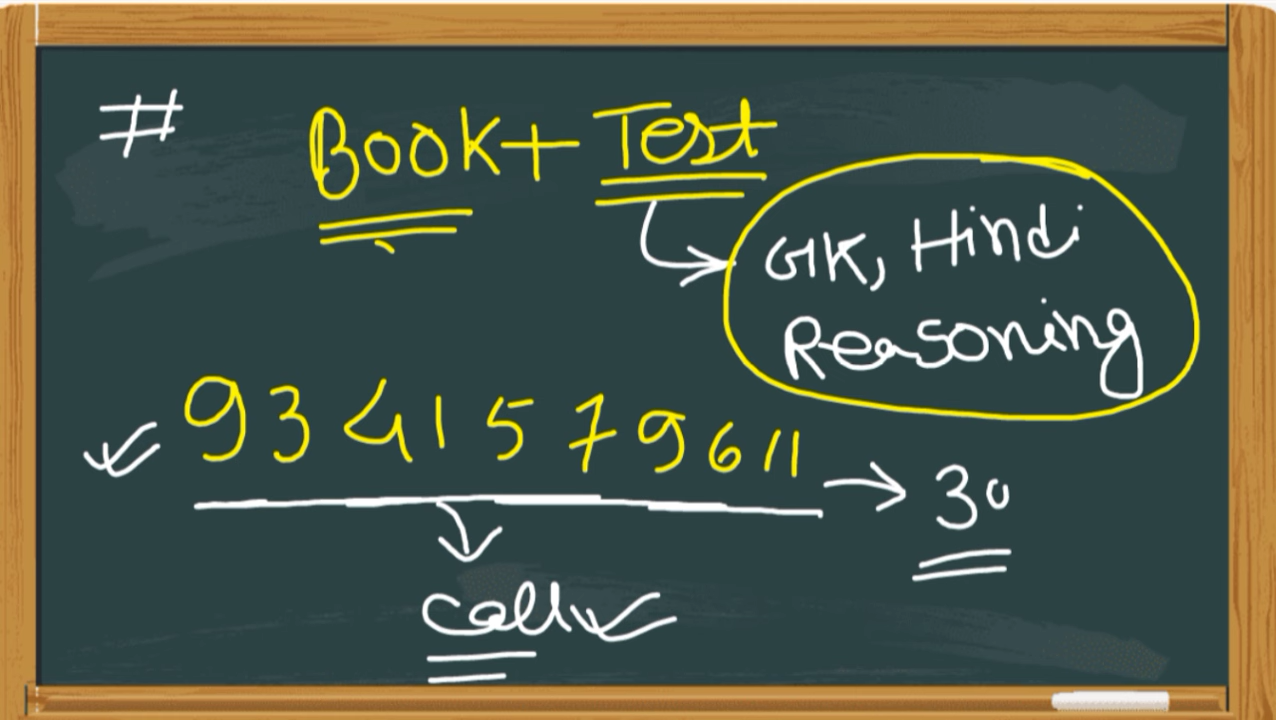 # Book + Test
GK, Hindi
Reasoning
9341579611 → 30
Call